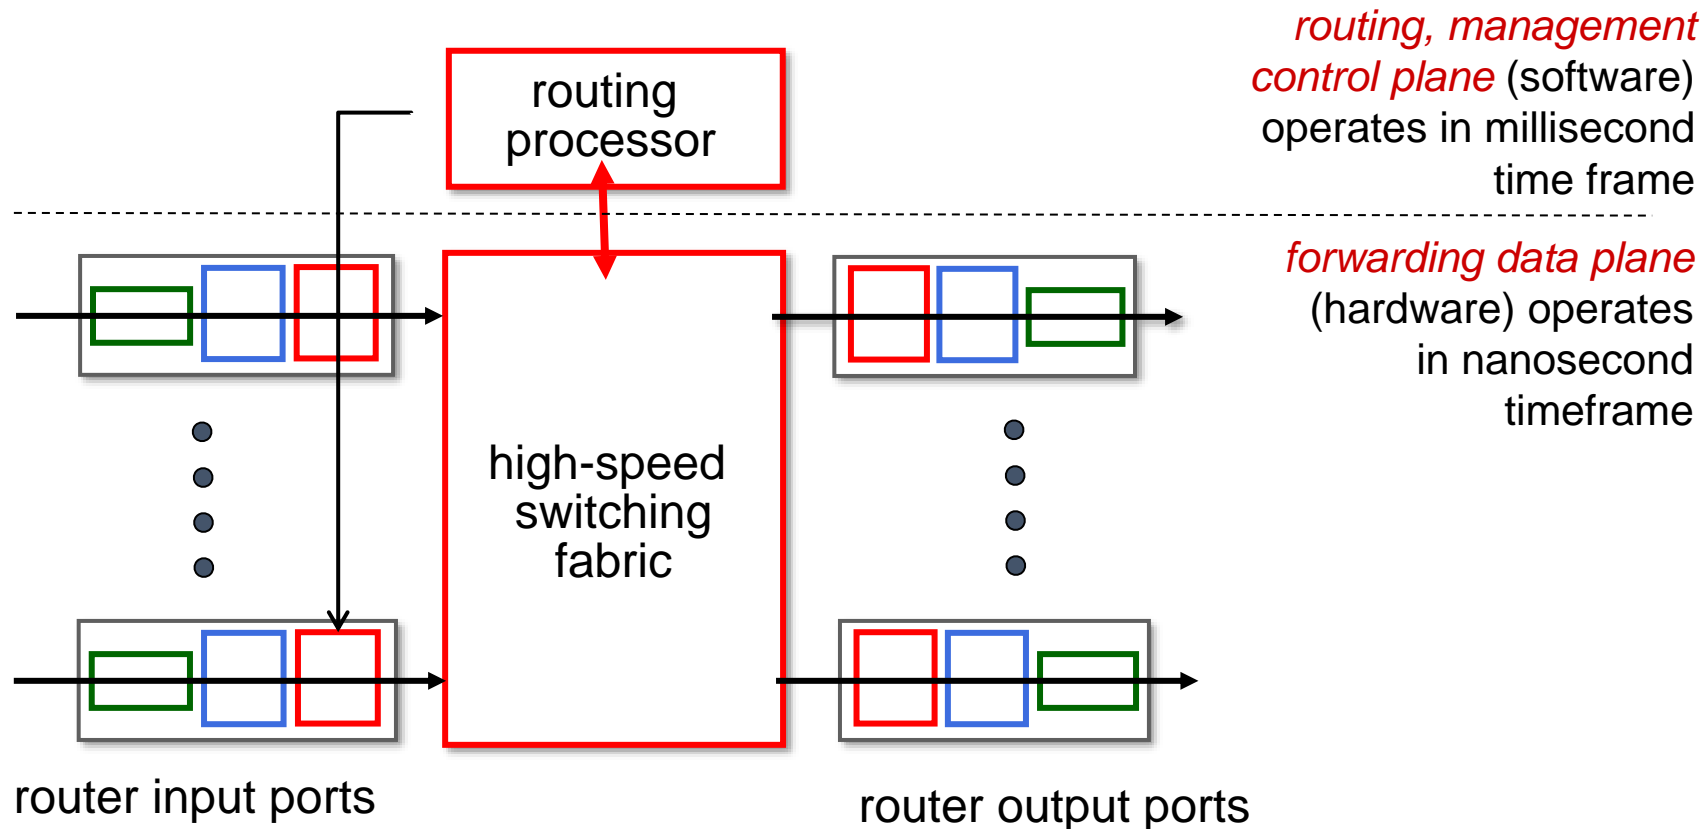 routing, management
control plane (software)
operates in millisecond
time frame
routing
processor
forwarding data plane
(hardware) operates
in nanosecond
timeframe
high-speed
switching
fabric
router input ports
router output ports